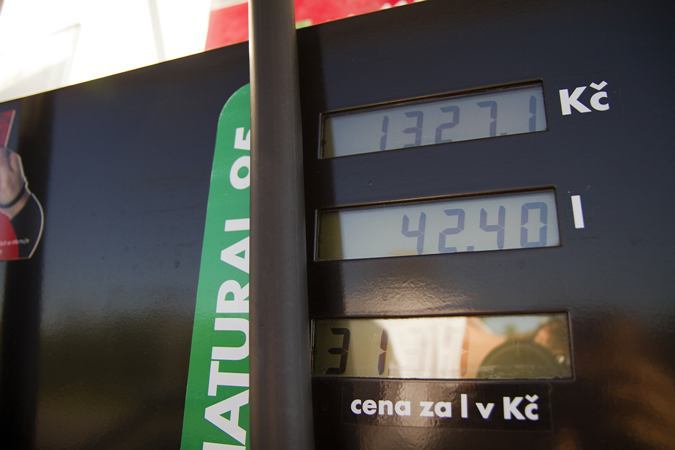 1327.1 Kč
42.40 l
31
cena za l v Kč
NATURAL 95